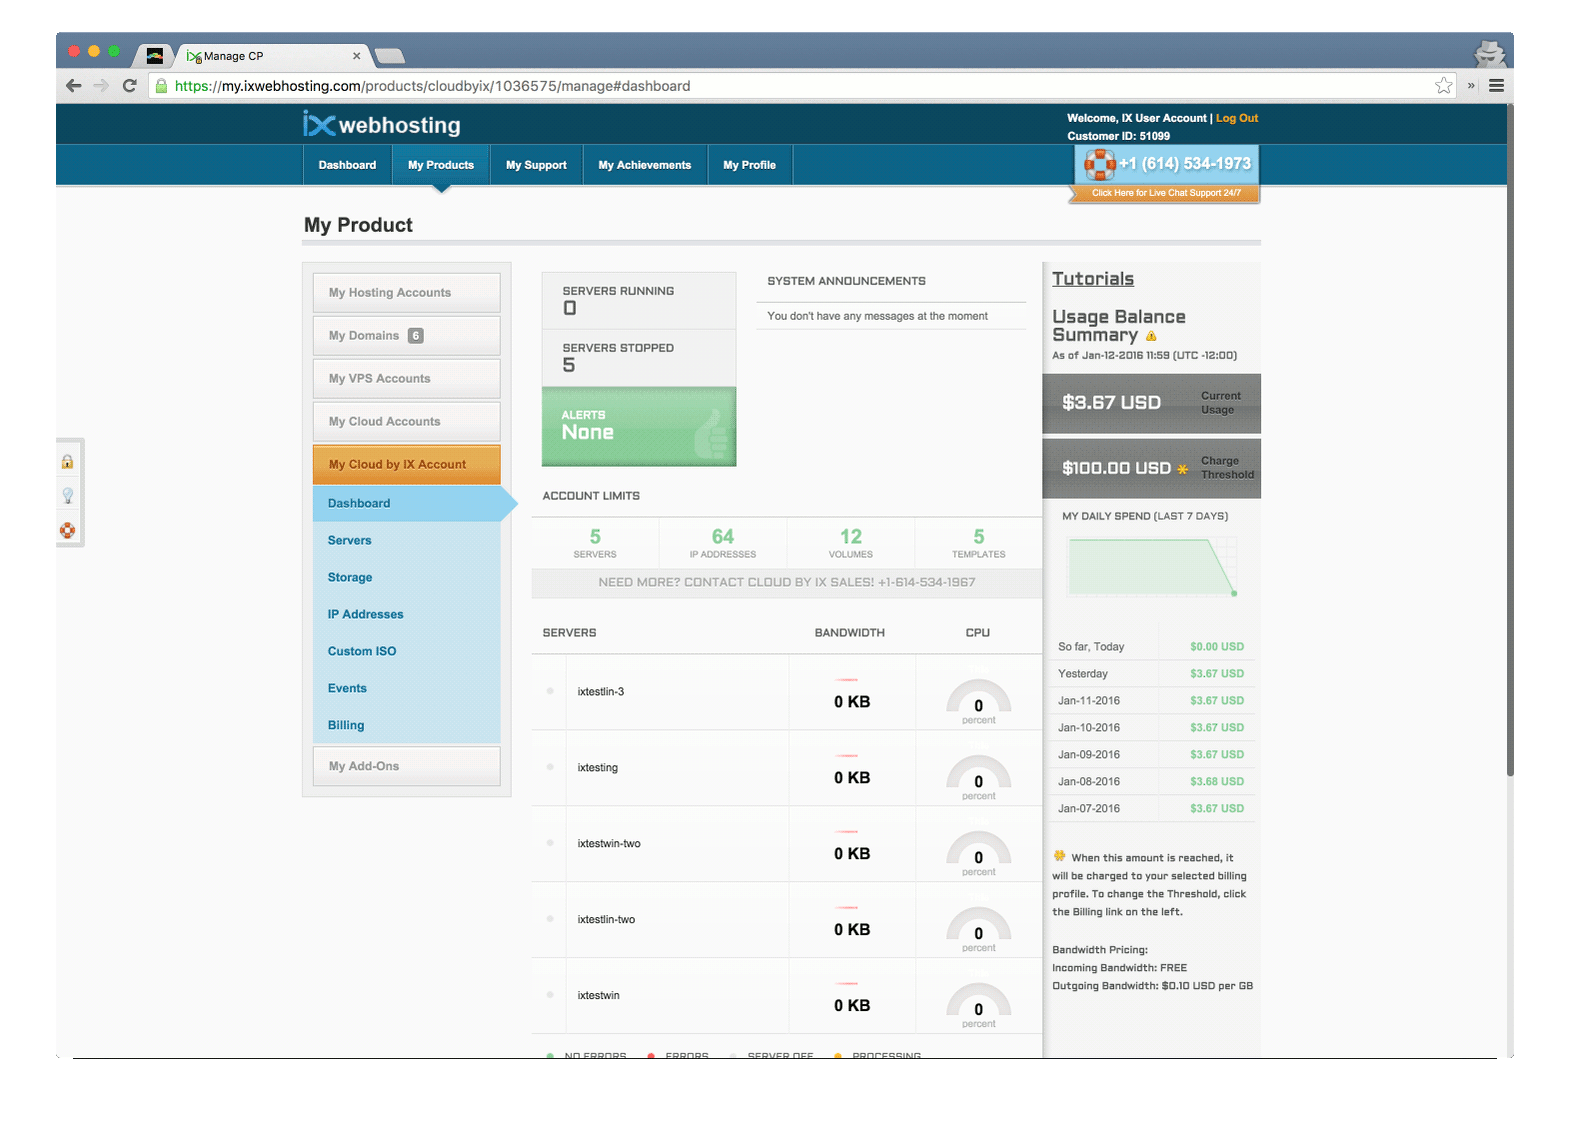 Manage CP
https://my.ixwebhosting.com/products/cloudbyix/1036575/manage#dashboard
ix webhosting
Welcome, IX User Account | Log Out
Customer ID: 51099
Dashboard
My Products
My Support
My Achievements
My Profile
+1 (614) 534-1973
Click Here for Live Chat Support 24/7
My Product
My Hosting Accounts
My Domains 6
My VPS Accounts
My Cloud Accounts
My Cloud by IX Account
Dashboard
Servers
Storage
IP Addresses
Custom ISO
Events
Billing
My Add-Ons
SERVERS RUNNING
0
SERVERS STOPPED
5
ALERTS
None
SYSTEM ANNOUNCEMENTS
You don't have any messages at the moment
ACCOUNT LIMITS
5
SERVERS
64
IP ADDRESSES
12
VOLUMES
5
TEMPLATES
NEED MORE? CONTACT CLOUD BY IX SALES! +1-614-534-1967
SERVERS BANDWIDTH CPU
ixtestlin-3 0 KB 0
percent
ixtesting 0 KB 0
percent
ixtestwin-two 0 KB 0
percent
ixtestlin-two 0 KB 0
percent
ixtestwin 0 KB 0
percent
NO ERRORS ERRORS SERVER OFF PROCESSING
Tutorials
Usage Balance
Summary
As of Jan-12-2016 11:59 (UTC -12:00)
$3.67 USD
Current
Usage
$100.00 USD
Charge
Threshold
MY DAILY SPEND (LAST 7 DAYS)
So far, Today $0.00 USD
Yesterday $3.67 USD
Jan-11-2016 $3.67 USD
Jan-10-2016 $3.67 USD
Jan-09-2016 $3.67 USD
Jan-08-2016 $3.68 USD
Jan-07-2016 $3.67 USD
When this amount is reached, it
will be charged to your selected billing
profile. To change the Threshold, click
the Billing link on the left.
Bandwidth Pricing:
Incoming Bandwidth: FREE
Outgoing Bandwidth: $0.10 USD per GB